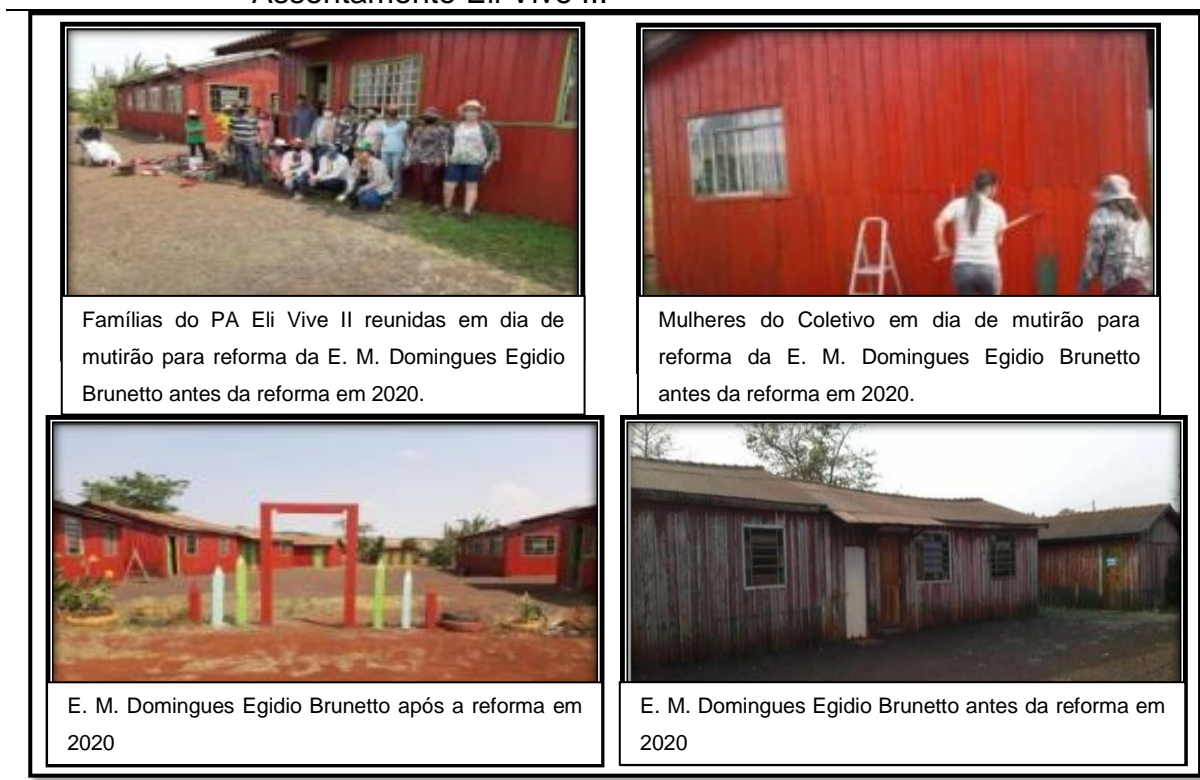 Famílias do PA Eli Vive II reunidas em dia de
mutirão para reforma da E. M. Domingues Egidio
Brunetto antes da reforma em 2020.
Mulheres do Coletivo em dia de mutirão para
reforma da E. M. Domingues Egidio Brunetto
antes da reforma em 2020.
E. M. Domingues Egidio Brunetto após a reforma em
2020
E. M. Domingues Egidio Brunetto antes da reforma em
2020